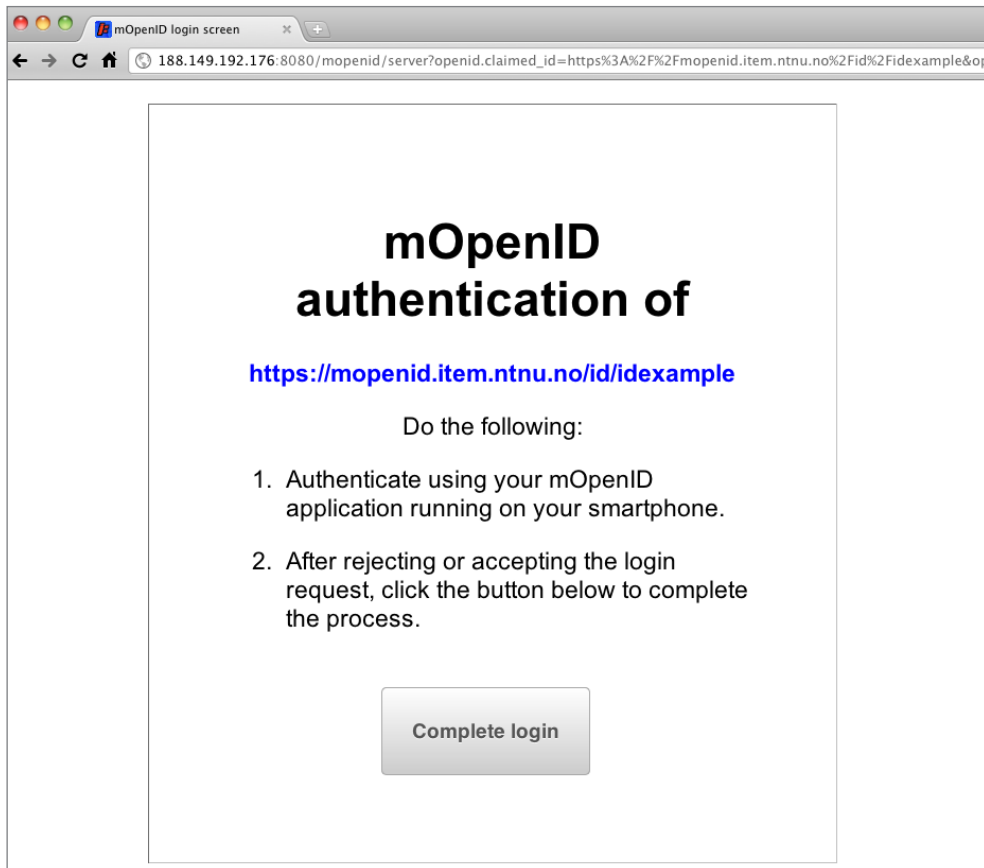 mOpenID login screen
188.149.192.176:8080/mopenid/server?openid.claimed_id=https%3A%2F%2Fmopenid.item.ntnu.no%2Fid%2Fidexample&op
mOpenID
authentication of
https://mopenid.item.ntnu.no/id/idexample
Do the following:
1. Authenticate using your mOpenID
application running on your smartphone.
2. After rejecting or accepting the login
request, click the button below to complete
the process.
Complete login